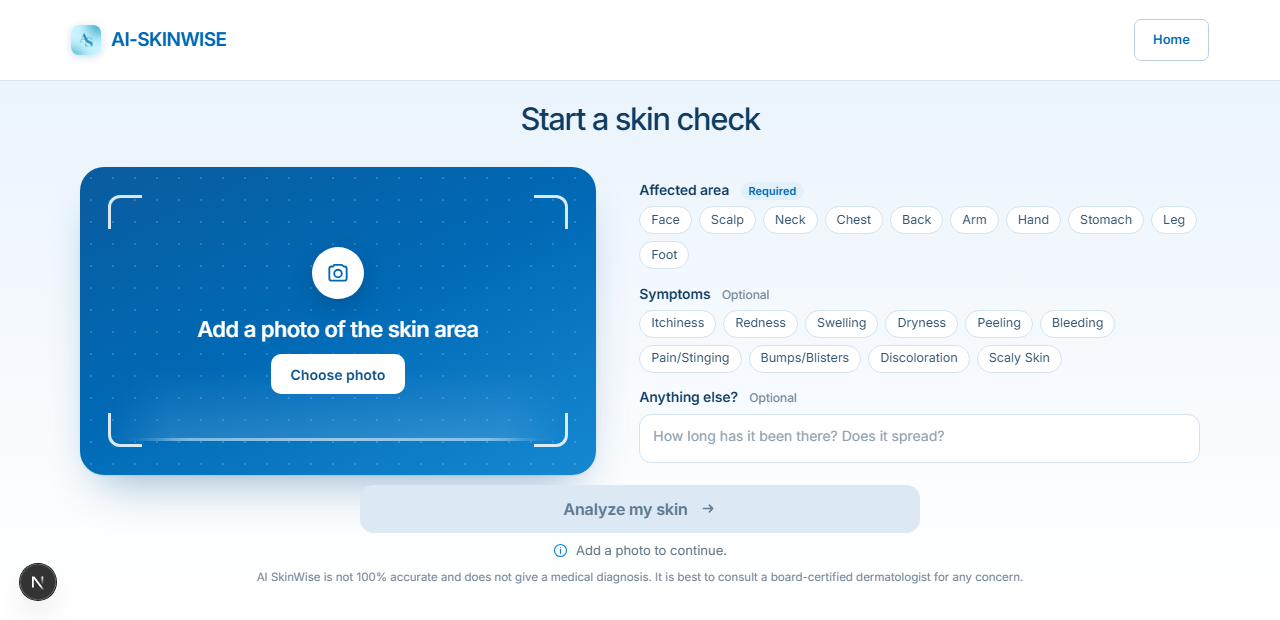 AS AI-SKINWISE
Home
Start a skin check
Add a photo of the skin area
Choose photo
Affected area Required
Face Scalp Neck Chest Back Arm Hand Stomach Leg
Foot
Symptoms Optional
Itchiness Redness Swelling Dryness Peeling Bleeding
Pain/Stinging Bumps/Blisters Discoloration Scaly Skin
Anything else? Optional
How long has it been there? Does it spread?
Analyze my skin →
Add a photo to continue.
AI SkinWise is not 100% accurate and does not give a medical diagnosis. It is best to consult a board-certified dermatologist for any concern.
N